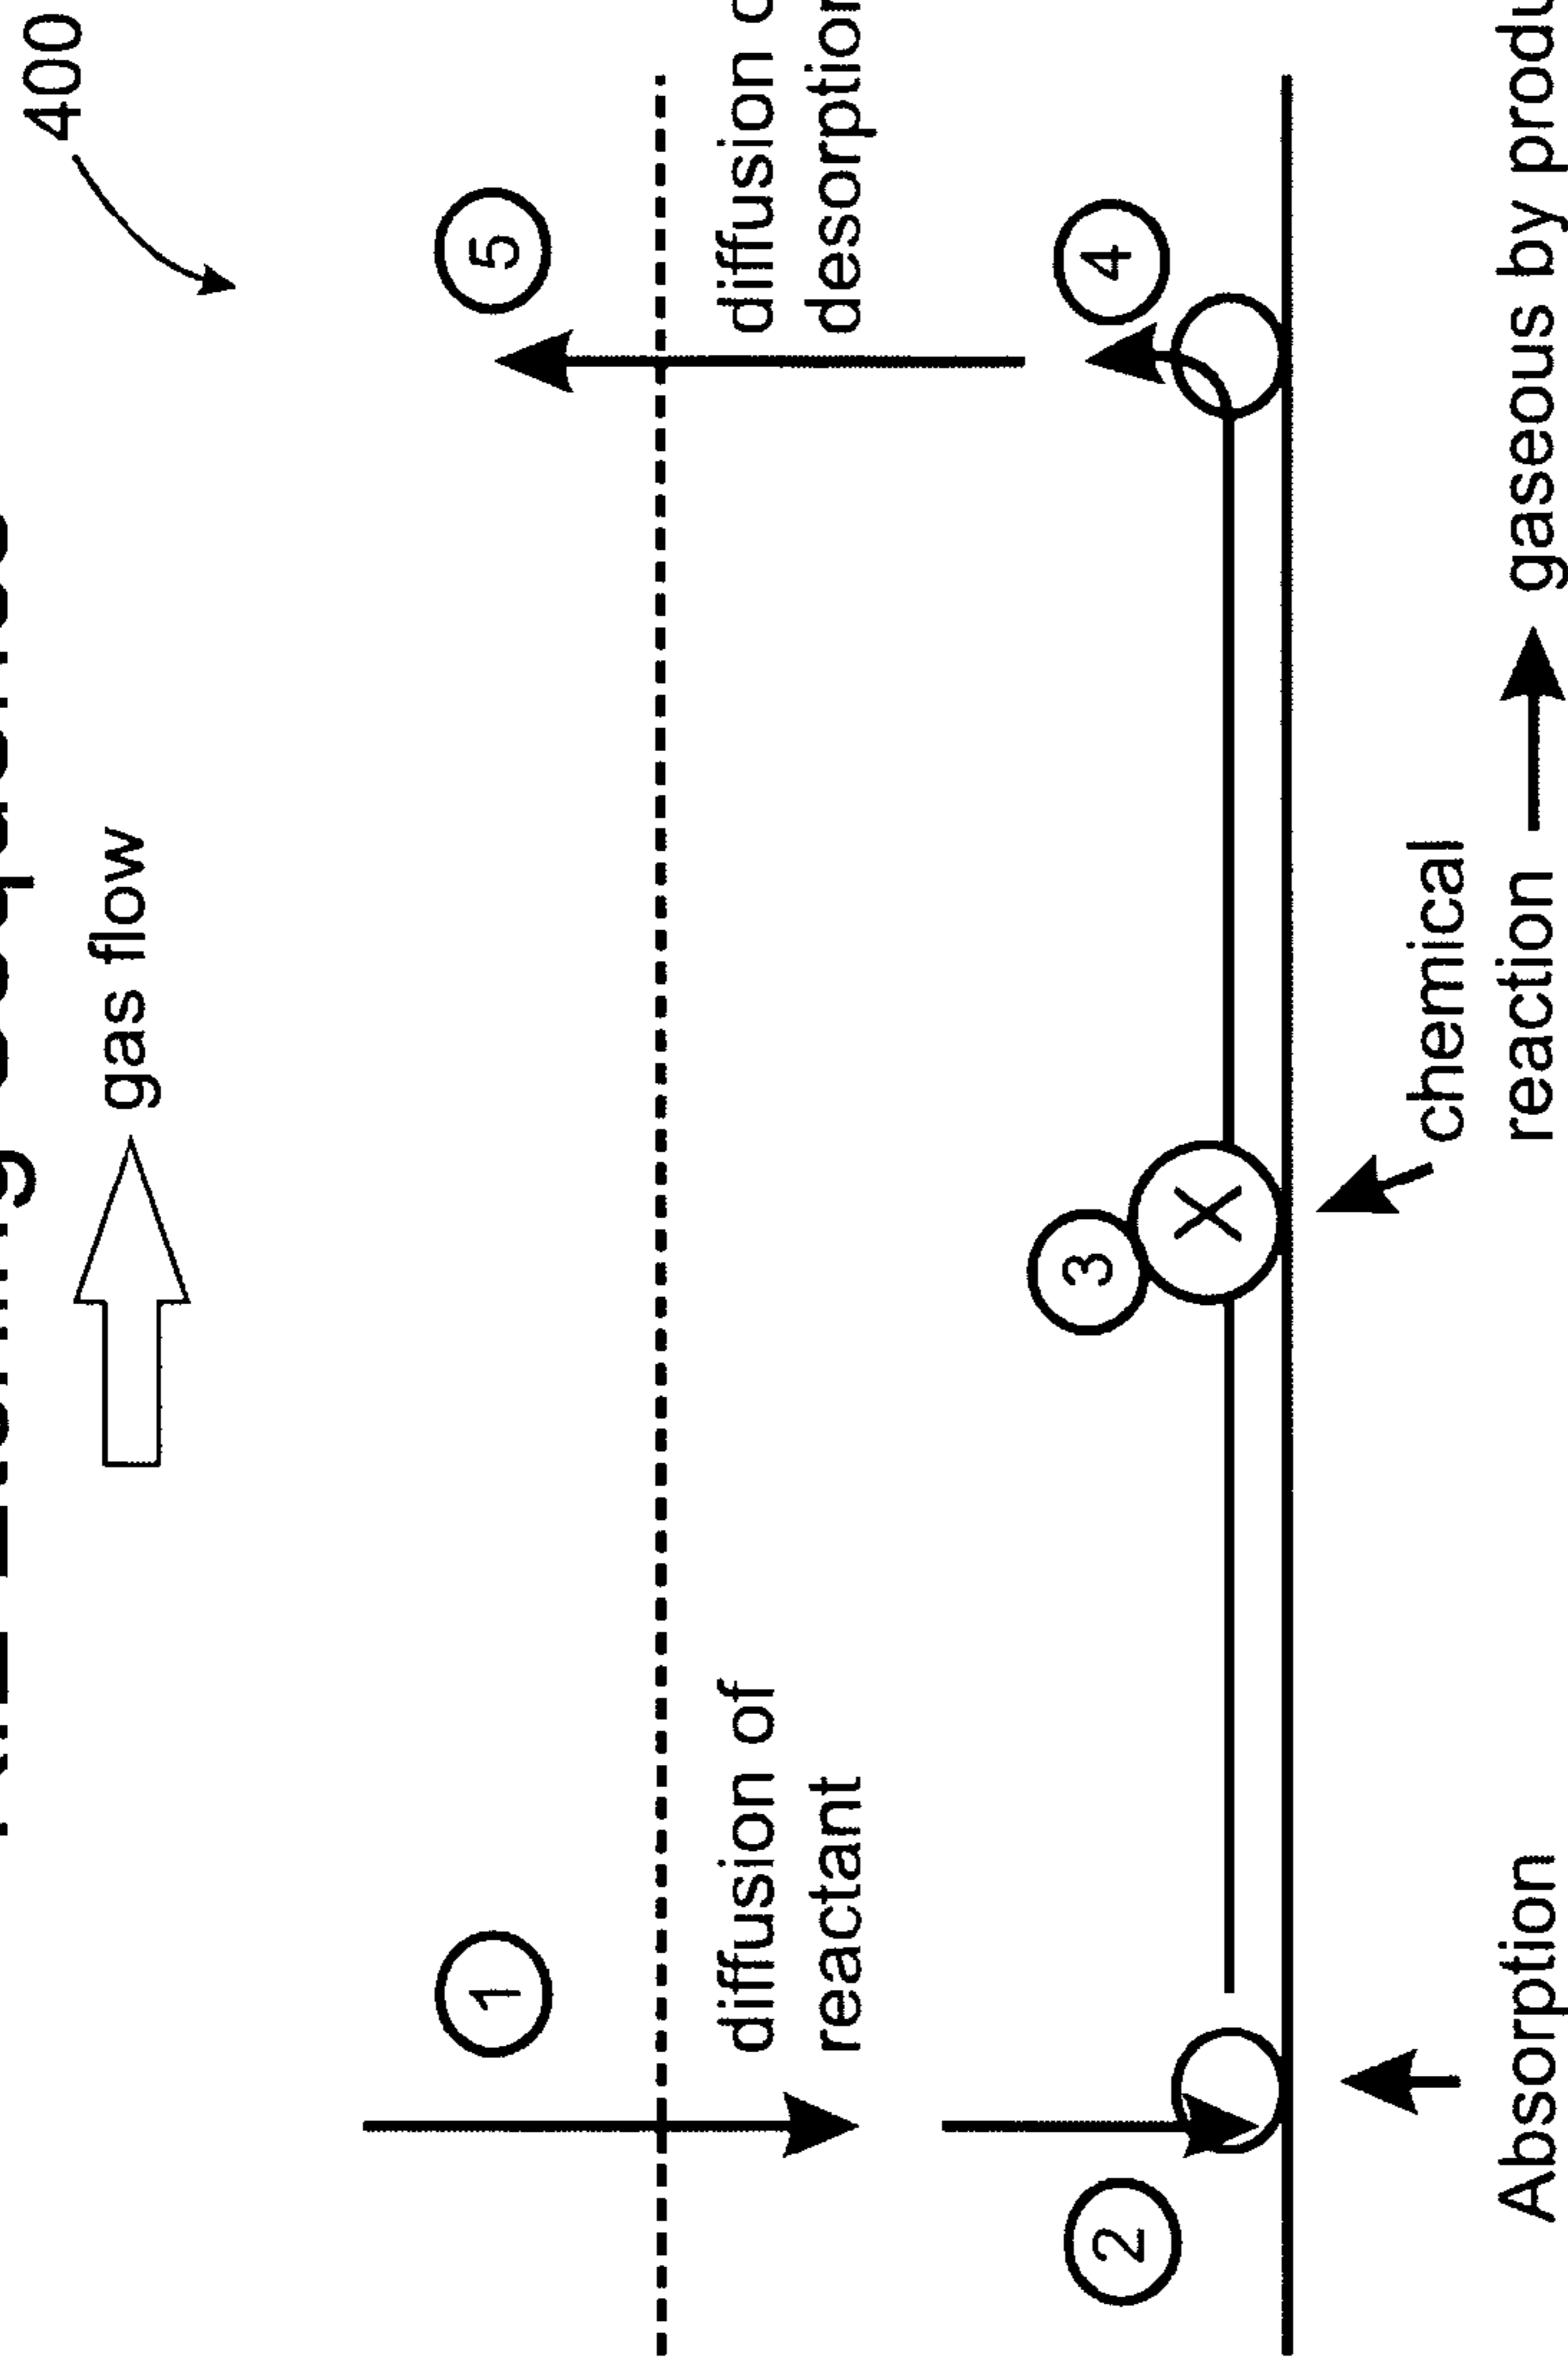 400
gas flow
1
5
diffusion of
reactant
diffusion
desorption
2
3
4
X
chemical
reaction → gaseous by
Absorption